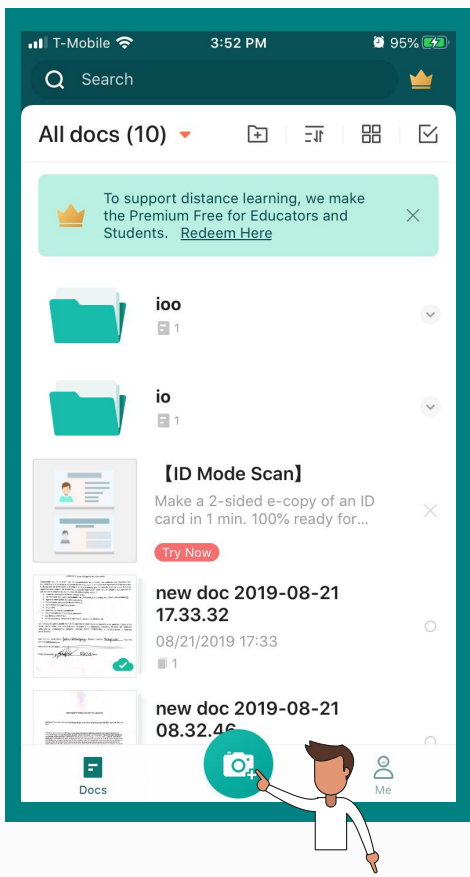 T-Mobile 3:52 PM 95%
Search
All docs (10)
To support distance learning, we make
the Premium Free for Educators and
Students. Redeem Here
ioo
1
io
1
【ID Mode Scan】
Make a 2-sided e-copy of an ID
card in 1 min. 100% ready for...
Try Now
new doc 2019-08-21
17.33.32
08/21/2019 17:33
1
new doc 2019-08-21
08.32.46
Docs
Me